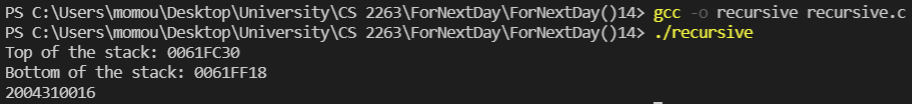 PS C:\Users\momou\Desktop\University\CS 2263\ForNextDay\ForNextDay()14> gcc -o recursive recursive.c
PS C:\Users\momou\Desktop\University\CS 2263\ForNextDay\ForNextDay()14> ./recursive
Top of the stack: 0061FC30
Bottom of the stack: 0061FF18
2004310016